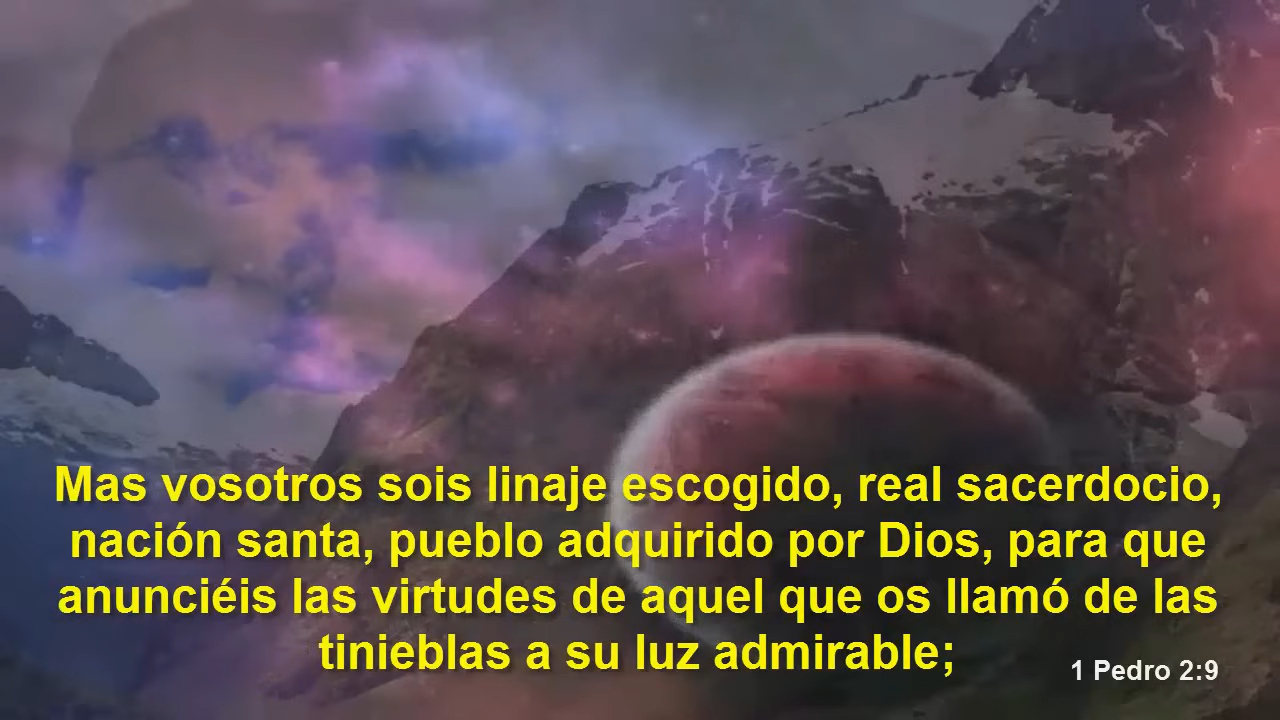 Mas vosotros sois linaje escogido, real sacerdocio,
nación santa, pueblo adquirido por Dios, para que
anunciéis las virtudes de aquel que os llamó de las
tinieblas a su luz admirable;
1 Pedro 2:9